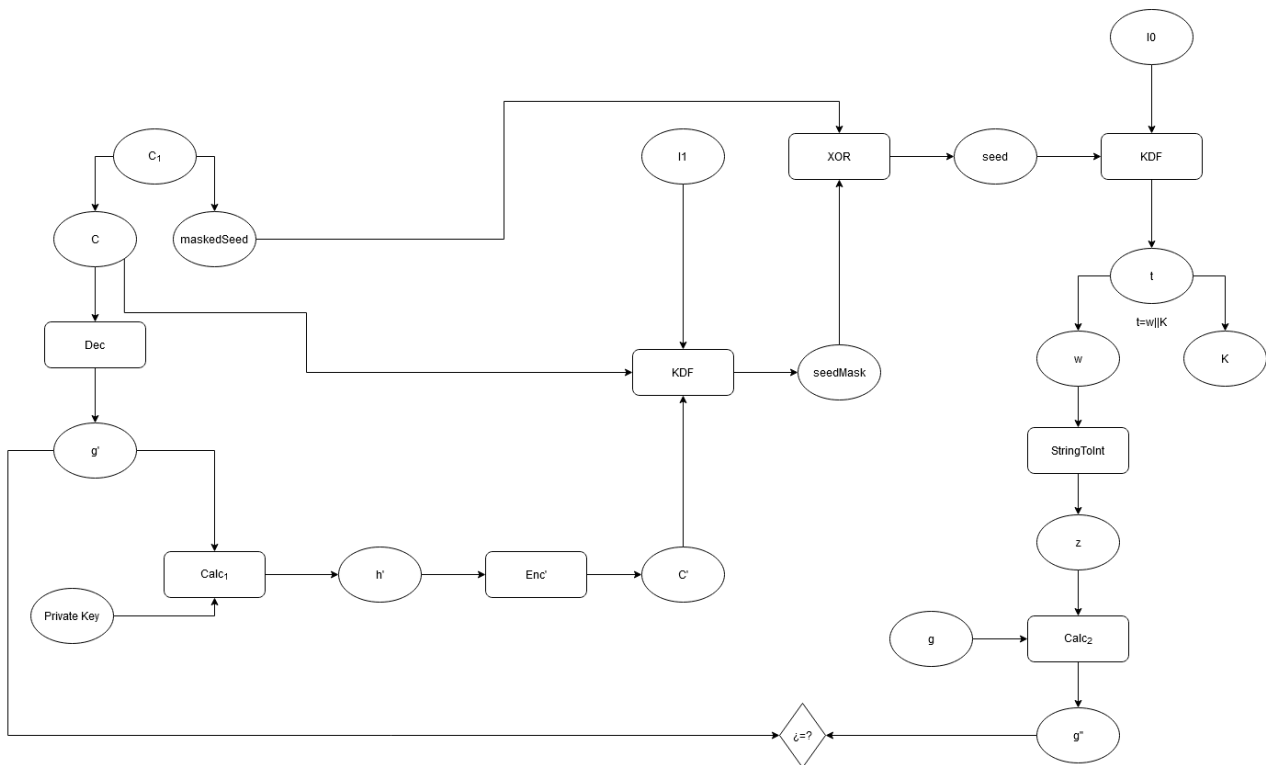 I0
C₁
I1
XOR
seed
KDF
C
maskedSeed
t
t=w||K
Dec
w
K
KDF
seedMask
g'
StringToInt
z
Calc₁
h'
Enc'
C'
Private Key
g
Calc₂
¿=?
g"